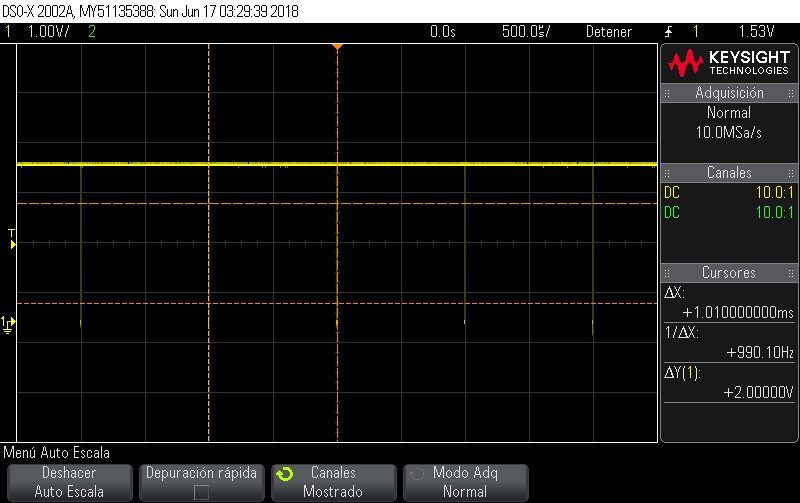 DSO-X 2002A, MY51135388: Sun Jun 17 03:29:39 2018
1 1.00V/ 2 0.0s 500.0㎲/ Detener 1 1.53V
KEYSIGHT
TECHNOLOGIES
Adquisición
Normal
10.0MSa/s
Canales
DC 10.0:1
DC 10.0:1
Cursores
ΔX:
+1.010000000ms
1/ΔX:
+990.10Hz
ΔY(1):
+2.00000V
T
1
Menú Auto Escala
Deshacer
Auto Escala
Depuración rápida
Canales
Mostrado
Modo Adq
Normal